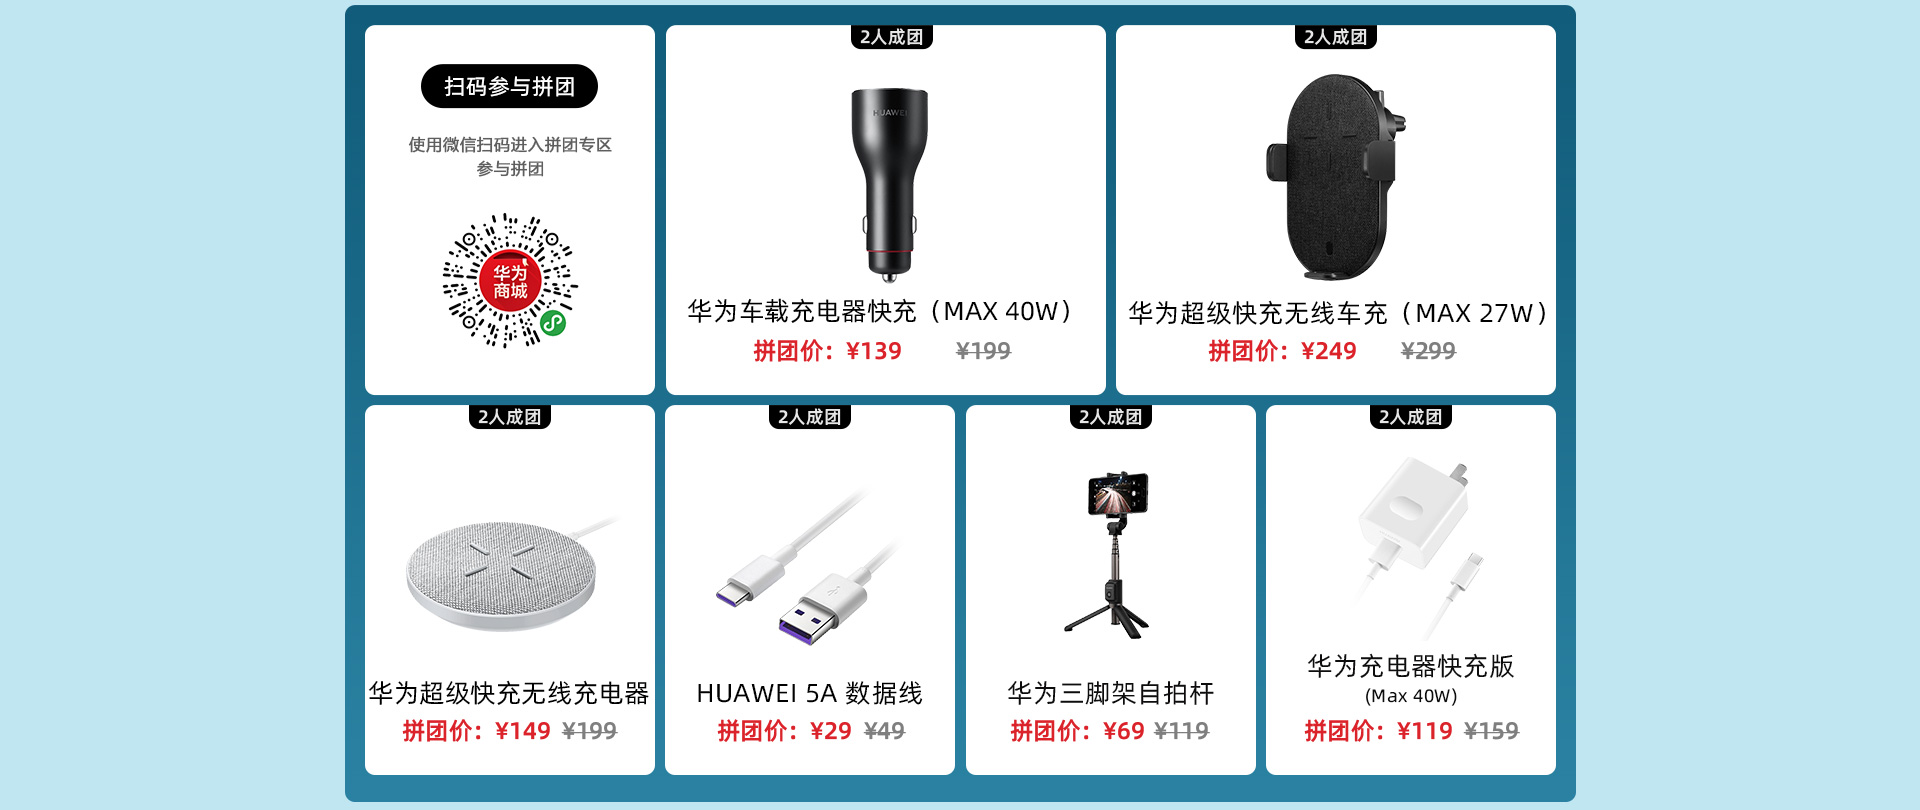 扫码参与拼团
使用微信扫码进入拼团专区
参与拼团
华为
商城
2人成团
HUAWEI
华为车载充电器快充（MAX 40W）
拼团价：¥139 ¥199
2人成团
华为超级快充无线车充（MAX 27W）
拼团价：¥249 ¥299
2人成团
华为超级快充无线充电器
拼团价：¥149 ¥199
2人成团
HUAWEI 5A 数据线
拼团价：¥29 ¥49
2人成团
华为三脚架自拍杆
拼团价：¥69 ¥119
2人成团
华为充电器快充版
(Max 40W)
拼团价：¥119 ¥159